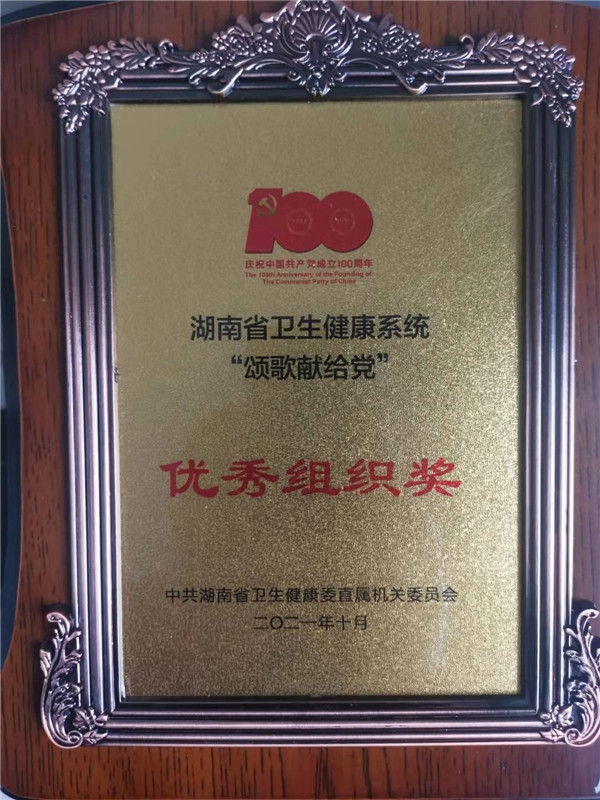 100
庆祝中国共产党成立100周年
The 100th Anniversary of the Founding of
The Communist Party of China
湖南省卫生健康系统
“颂歌献给党”
优秀组织奖
中共湖南省卫生健康委直属机关委员会
二〇二一年十月